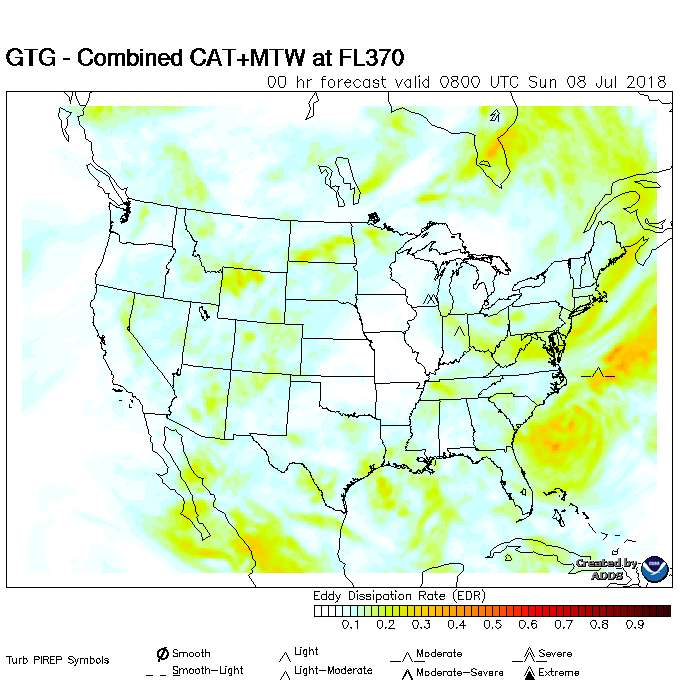 GTG - Combined CAT+MTW at FL370
00 hr forecast valid 0800 UTC Sun 08 Jul 2018
Created by
ADDS
Eddy Dissipation Rate (EDR)
0.1 0.2 0.3 0.4 0.5 0.6 0.7 0.8 0.9
Turb PIREP Symbols
Smooth Light Moderate Severe
Smooth-Light Light-Moderate Moderate-Severe Extreme